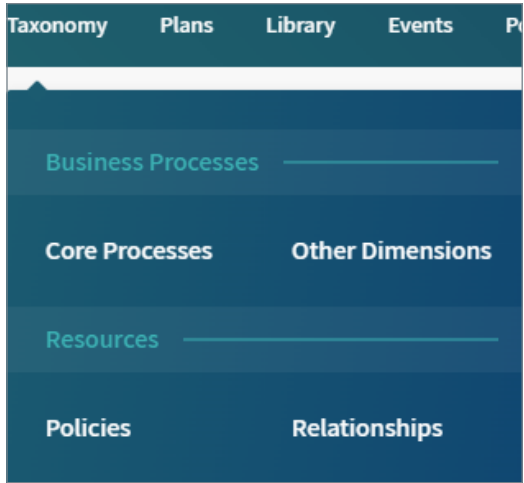 Taxonomy Plans Library Events
Business Processes
Core Processes Other Dimensions
Resources
Policies Relationships